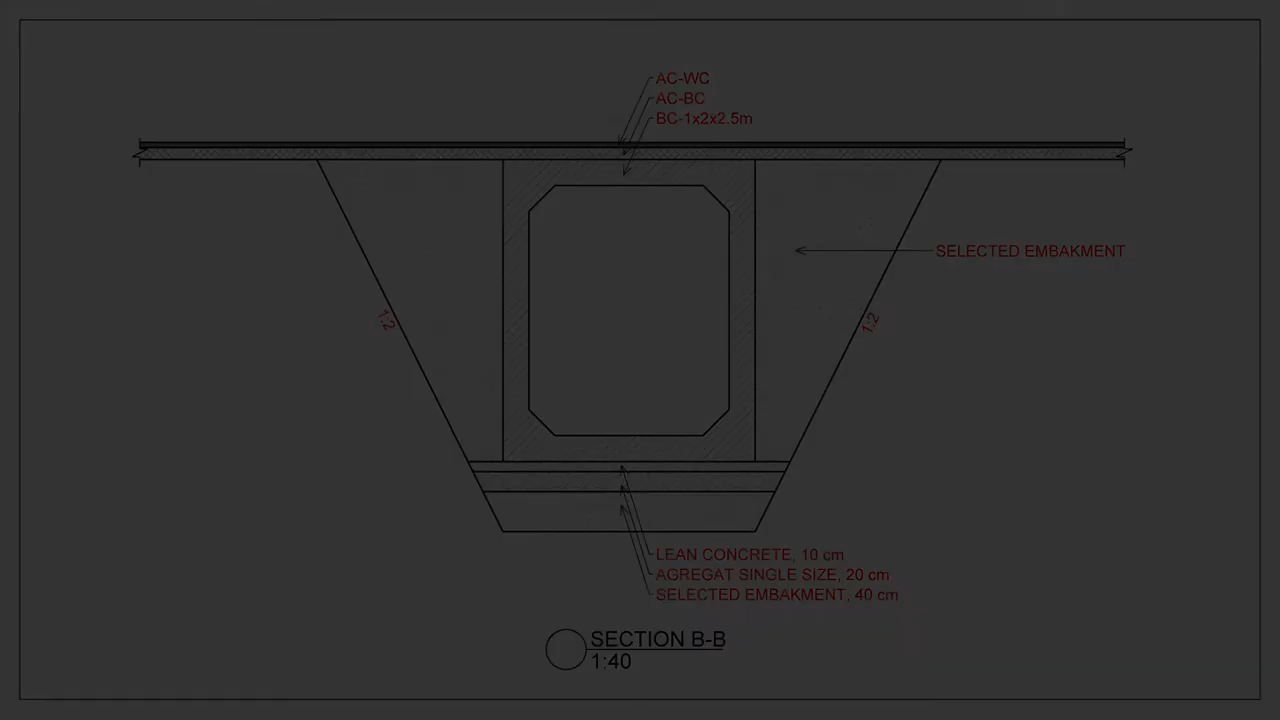 AC-WC
AC-BC
BC-1x2x2.5m
SELECTED EMBAKMENT
1:2
1:2
LEAN CONCRETE, 10 cm
AGREGAT SINGLE SIZE, 20 cm
SELECTED EMBAKMENT, 40 cm
SECTION B-B
1:40